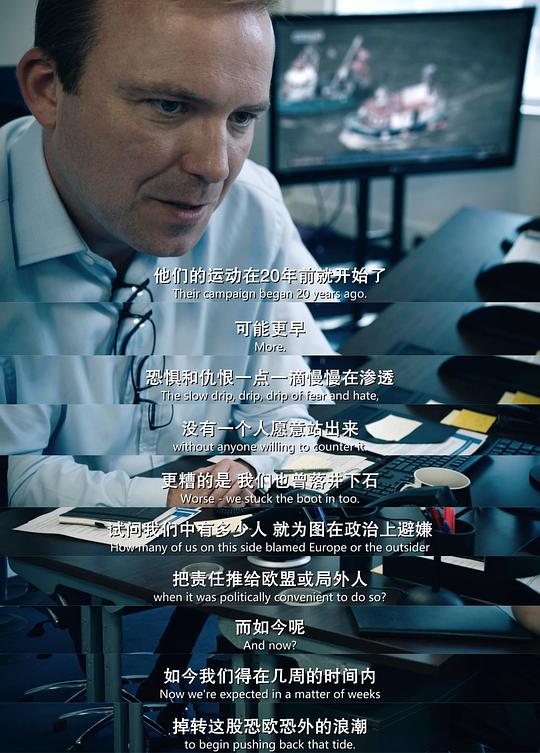 他们的运动在20年前就开始了
Their campaign began 20 years ago.
可能更早
More.
恐惧和仇恨一点一滴慢慢在渗透
The slow drip, drip, drip of fear and hate,
没有一个人愿意站出来
without anyone willing to counter it.
更糟的是 我们也曾落井下石
Worse - we stuck the boot in too.
试问我们中有多少人 就为图在政治上避嫌
How many of us on this side blamed Europe or the outsider
把责任推给欧盟或局外人
when it was politically convenient to do so?
而如今呢
And now?
如今我们得在几周的时间内
Now we're expected in a matter of weeks
掉转这股恐欧恐外的浪潮
to begin pushing back that tide.